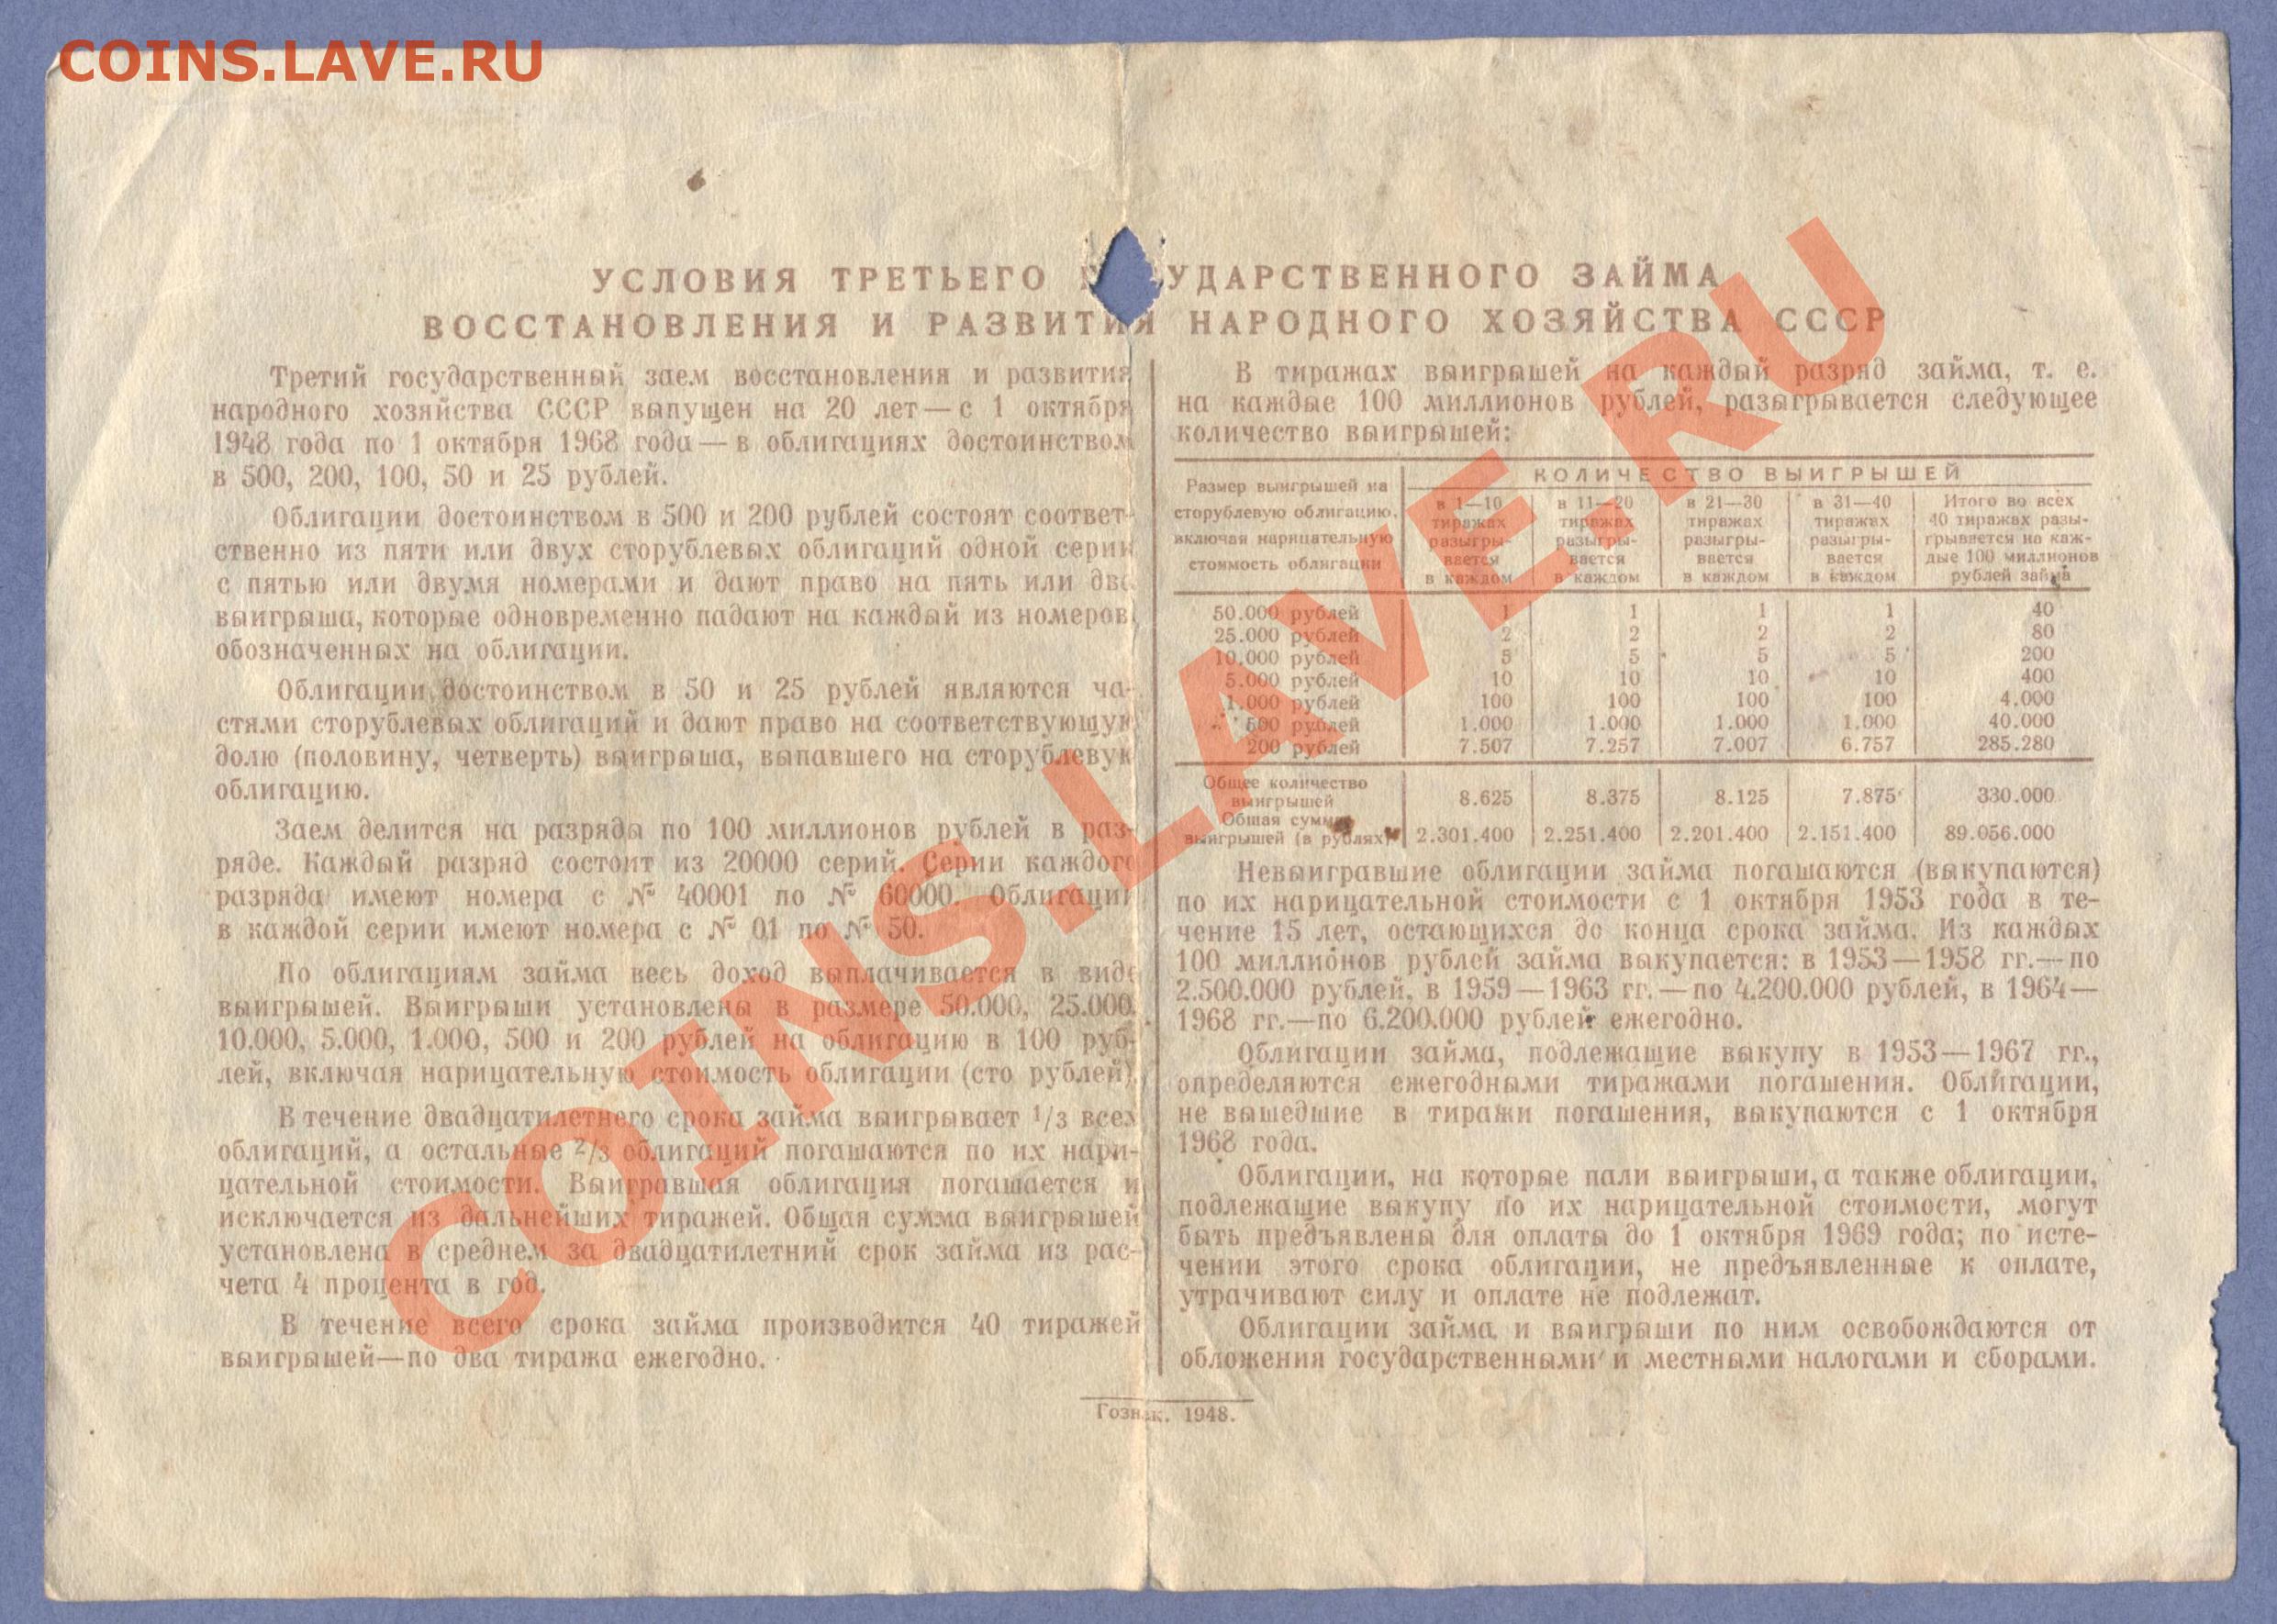 COINS.LAVE.RU
УСЛОВИЯ ТРЕТЬЕГО УДАРСТВЕННОГО ЗАЙМА
ВОССТАНОВЛЕНИЯ И РАЗВИТИЯ НАРОДНОГО ХОЗЯЙСТВА СССР
Третий государственный заем восстановления и развития
народного хозяйства СССР выпущен на 20 лет — с 1 октября
1948 года по 1 октября 1968 года — в облигациях достоинством
в 500, 200, 100, 50 и 25 рублей.
Облигации достоинством в 500 и 200 рублей состоят соответ-
ственно из пяти или двух сторублевых облигаций одной серии
с пятью или двумя номерами и дают право на пять или два
выигрыша, которые одновременно падают на каждый из номеров,
обозначенных на облигации.
Облигации достоинством в 50 и 25 рублей являются ча-
стями сторублевых облигаций и дают право на соответствующую
долю (половину, четверть) выигрыша, выпавшего на сторублевую
облигацию.
Заем делится на разряды по 100 миллионов рублей в раз-
ряде. Каждый разряд состоит из 20000 серий. Серии каждого
разряда имеют номера с № 40001 по № 60000. Облигации
в каждой серии имеют номера с № 01 по № 50.
По облигациям займа весь доход выплачивается в виде
выигрышей. Выигрыши установлены в размере 50.000, 25.000,
10.000, 5.000, 1.000, 500 и 200 рублей на облигацию в 100 руб-
лей, включая нарицательную стоимость облигации (сто рублей)
В течение двадцатилетнего срока займа выигрывает 1/3 всех
облигаций, а остальные 2/3 облигаций погашаются по их нари-
цательной стоимости. Выигравшая облигация погашается и
исключается из дальнейших тиражей. Общая сумма выигрышей
установлена в среднем за двадцатилетний срок займа из рас-
чета 4 процента в год.
В течение всего срока займа производится 40 тиражей
выигрышей—по два тиража ежегодно.
В тиражах выигрышей на каждый разряд займа, т. е.
на каждые 100 миллионов рублей, разыгрывается следующее
количество выигрышей:
Размер выигрышей на
сторублевую облигацию,
включая нарицательную
стоимость облигации
КОЛИЧЕСТВО ВЫИГРЫШЕЙ
в 1—10 тиражах разыгры-вается в каждом
в 11—20 тиражах разыгры-вается в каждом
в 21—30 тиражах разыгры-вается в каждом
в 31—40 тиражах разыгры-вается в каждом
Итого во всех 40 тиражах разы-грывается на каж-дые 100 миллионов рублей займа
50.000 рублей 1 1 1 1 40
25.000 рублей 2 2 2 2 80
10.000 рублей 5 5 5 5 200
5.000 рублей 10 10 10 10 400
1.000 рублей 100 100 100 100 4.000
500 рублей 1.000 1.000 1.000 1.000 40.000
200 рублей 7.507 7.257 7.007 6.757 285.280
Общее количество
выигрышей 8.625 8.375 8.125 7.875 330.000
Общая сумма
выигрышей (в рублях) 2.301.400 2.251.400 2.201.400 2.151.400 89.056.000
Невыигравшие облигации займа погашаются (выкупаются)
по их нарицательной стоимости с 1 октября 1953 года в те-
чение 15 лет, остающихся до конца срока займа. Из каждых
100 миллионов рублей займа выкупается: в 1953—1958 гг.—по
2.500.000 рублей, в 1959—1963 гг.—по 4.200.000 рублей, в 1964—
1968 гг.—по 6.200.000 рублей ежегодно.
Облигации займа, подлежащие выкупу в 1953—1967 гг.,
определяются ежегодными тиражами погашения. Облигации,
не вышедшие в тиражи погашения, выкупаются с 1 октября
1968 года.
Облигации, на которые пали выигрыши, а также облигации,
подлежащие выкупу по их нарицательной стоимости, могут
быть предъявлены для оплаты до 1 октября 1969 года; по исте-
чении этого срока облигации, не предъявленные к оплате,
утрачивают силу и оплате не подлежат.
Облигации займа и выигрыши по ним освобождаются от
обложения государственными и местными налогами и сборами.
Гознак. 1948.
COINS.LAVE.RU